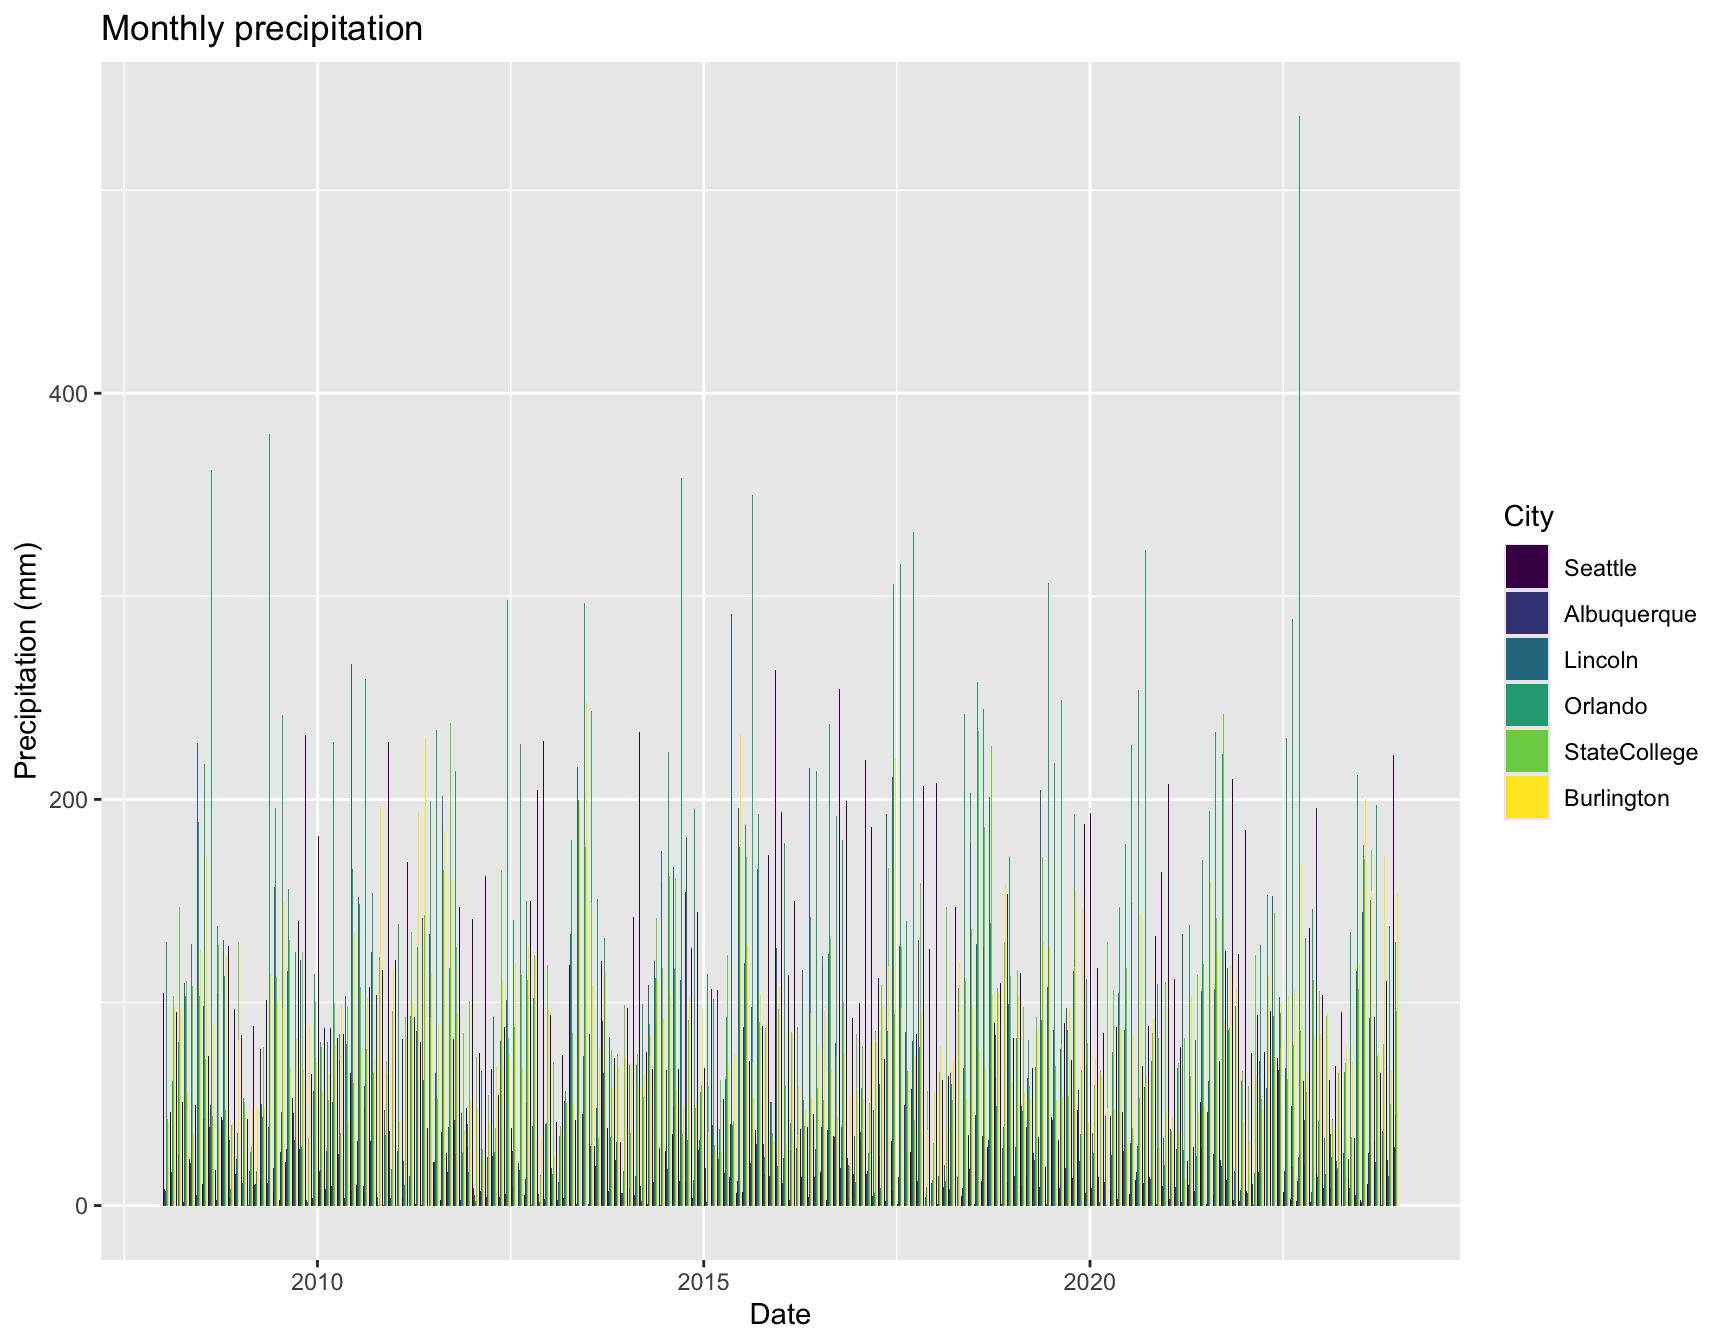 Monthly precipitation
Precipitation (mm)
400
200
0
2010
2015
2020
Date
City
Seattle
Albuquerque
Lincoln
Orlando
StateCollege
Burlington